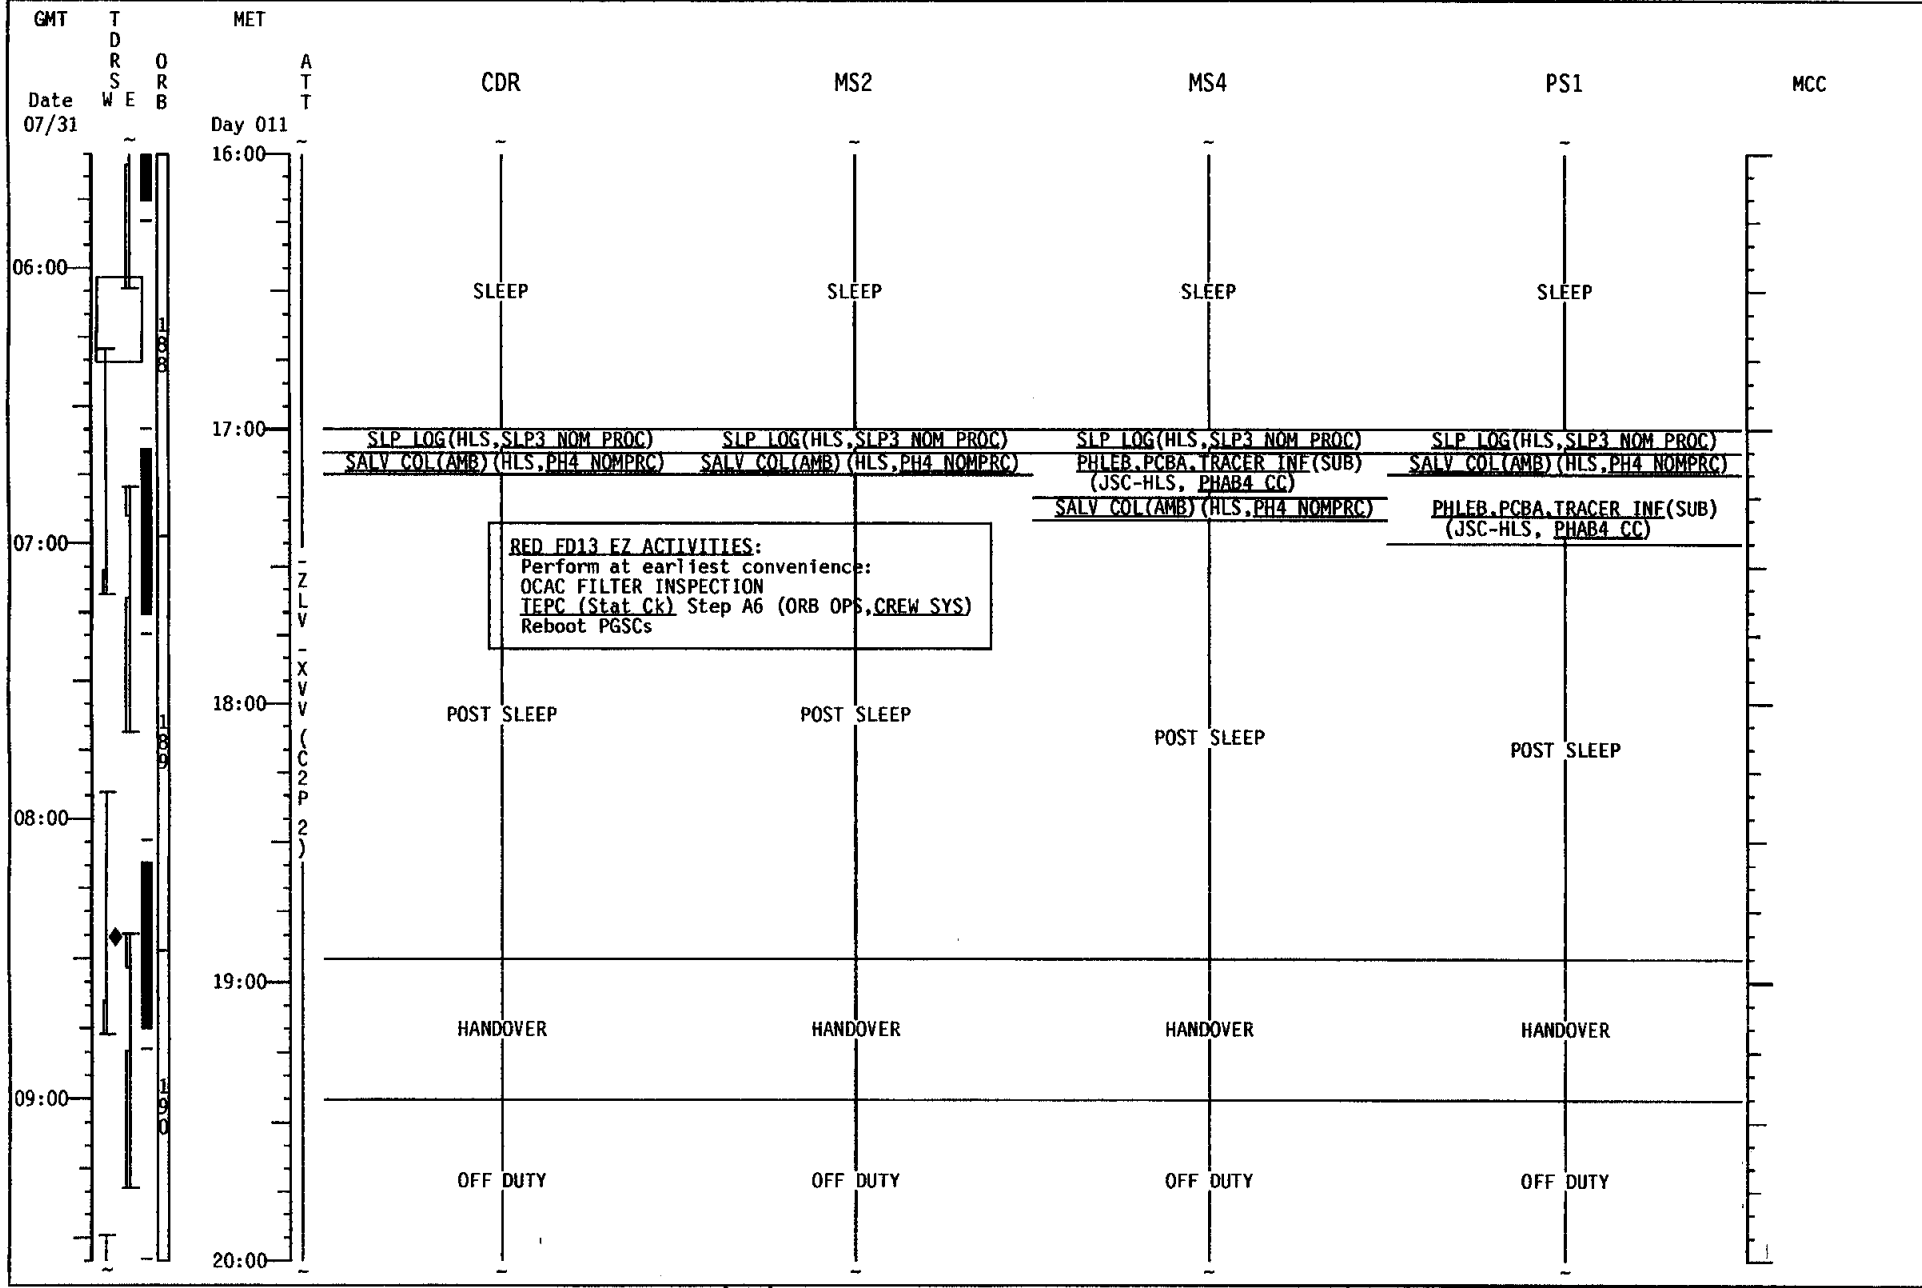 GMT TDRS MET
W E ORB ATT
CDR MS2 MS4 PS1 MCC
Date
07/31 Day 011
~ ~ ~ ~ ~ ~
16:00
06:00
SLEEP SLEEP SLEEP SLEEP
188
17:00
SLP LOG(HLS,SLP3 NOM PROC) SLP LOG(HLS,SLP3 NOM PROC) SLP LOG(HLS,SLP3 NOM PROC) SLP LOG(HLS,SLP3 NOM PROC)
SALV COL(AMB)(HLS,PH4 NOMPRC) SALV COL(AMB)(HLS,PH4 NOMPRC) PHLEB,PCBA,TRACER INF(SUB) SALV COL(AMB)(HLS,PH4 NOMPRC)
(JSC-HLS, PHAB4 CC)
SALV COL(AMB)(HLS,PH4 NOMPRC) PHLEB,PCBA,TRACER INF(SUB)
(JSC-HLS, PHAB4 CC)
07:00
RED FD13 EZ ACTIVITIES:
Perform at earliest convenience:
OCAC FILTER INSPECTION
TEPC (Stat Ck) Step A6 (ORB OPS,CREW SYS)
Reboot PGSCs
-ZLV -XVV (C2P 2)
18:00
POST SLEEP POST SLEEP POST SLEEP POST SLEEP
189
08:00
19:00
HANDOVER HANDOVER HANDOVER HANDOVER
09:00
190
OFF DUTY OFF DUTY OFF DUTY OFF DUTY
20:00
~ ~ ~ ~ ~ ~